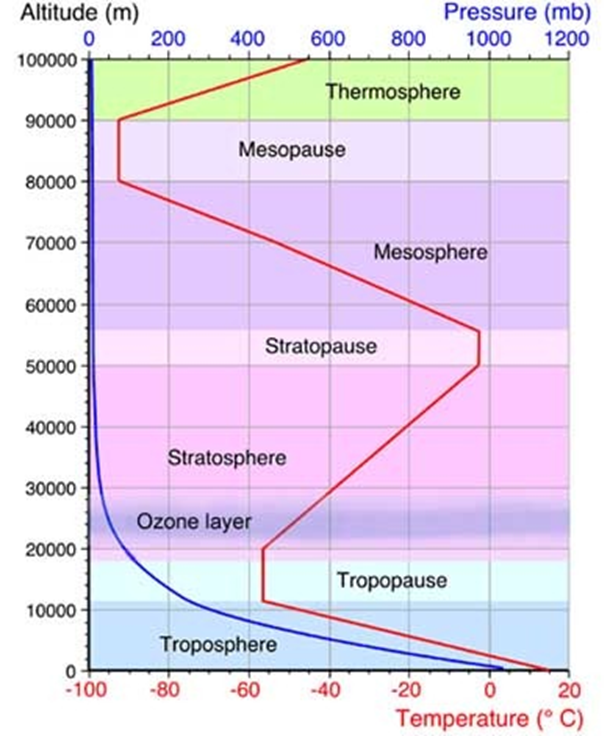 Altitude (m) Pressure (mb)
0 200 400 600 800 1000 1200
100000
Thermosphere
90000
Mesopause
80000
70000
Mesosphere
60000
Stratopause
50000
40000
Stratosphere
30000
Ozone layer
20000
Tropopause
10000
Troposphere
0
-100 -80 -60 -40 -20 0 20
Temperature (° C)